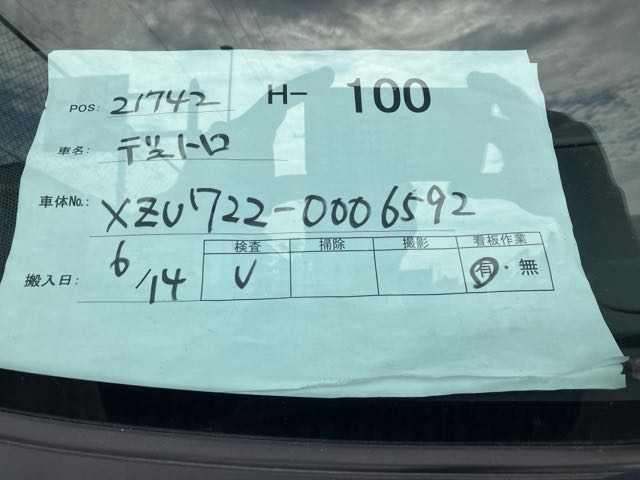 POS: 21742 H- 100
車名: デュトロ
車体No.: XZU722-0006592
搬入日: 6/14
検査 掃除 撮影 看板作業
V 有・無